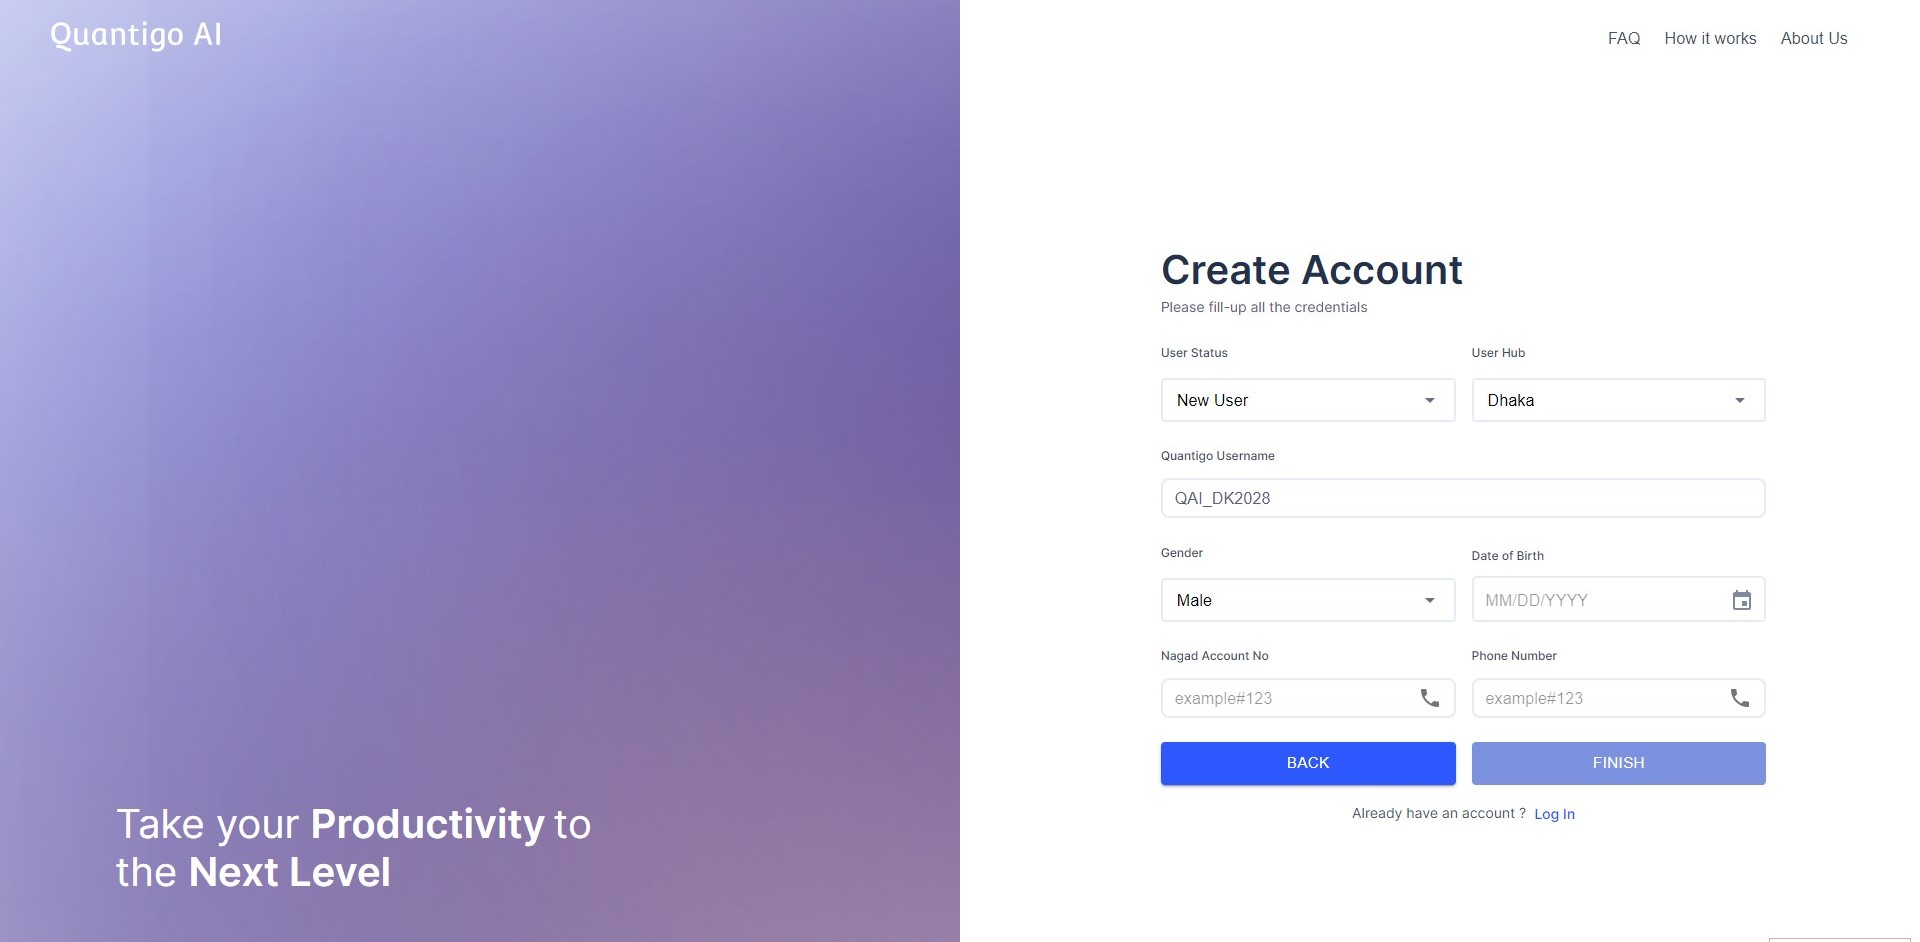 Quantigo AI
FAQ How it works About Us
Create Account
Please fill-up all the credentials
User Status User Hub
New User Dhaka
Quantigo Username
QAI_DK2028
Gender Date of Birth
Male MM/DD/YYYY
Nagad Account No Phone Number
example#123 example#123
BACK FINISH
Already have an account ? Log In
Take your Productivity to
the Next Level